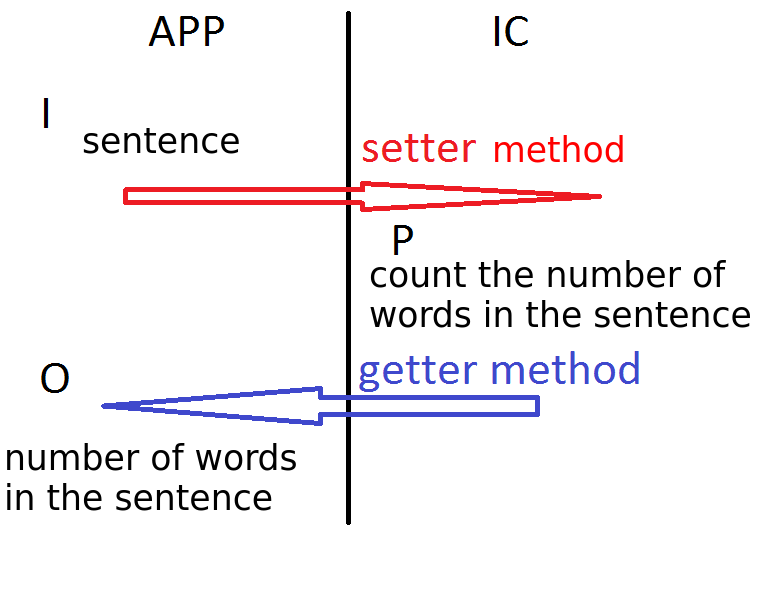 APP
IC
I
sentence
setter method
P
count the number of
words in the sentence
O
getter method
number of words
in the sentence